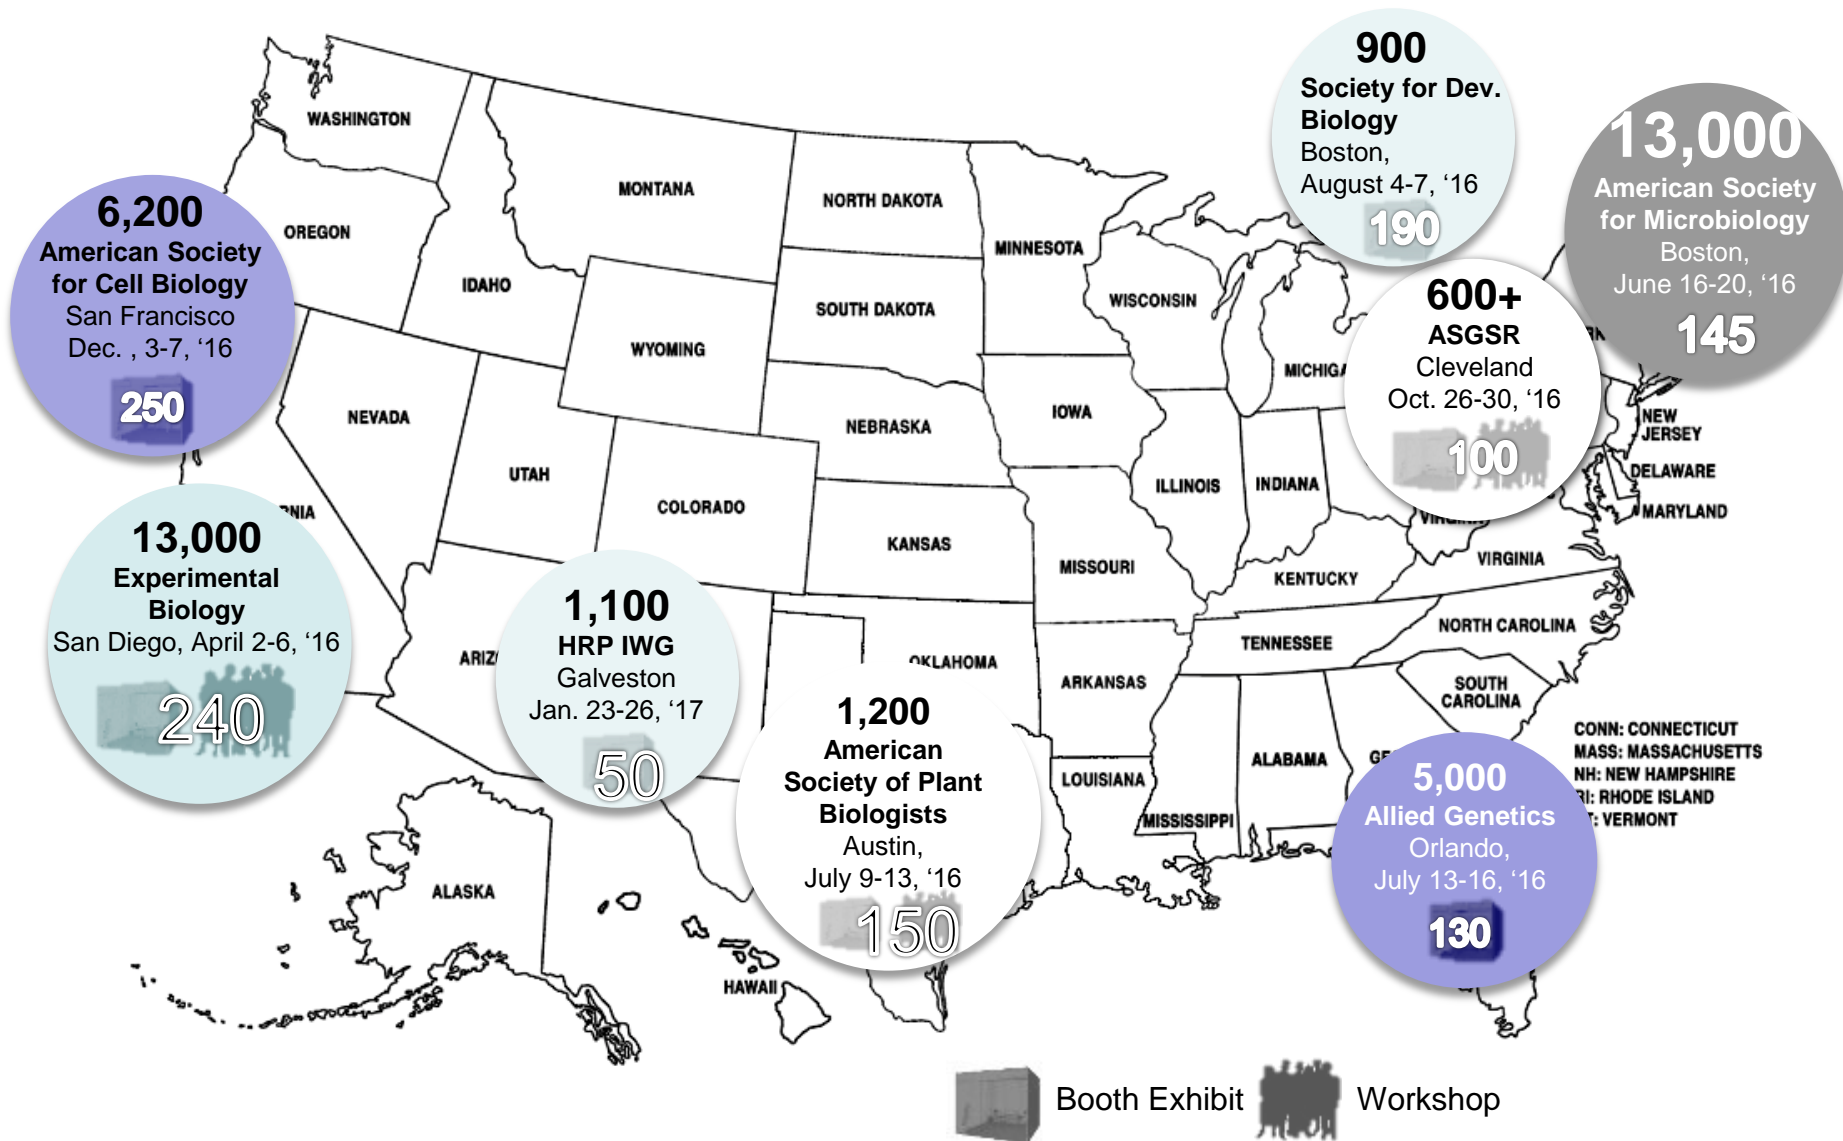 WASHINGTON
OREGON
IDAHO
MONTANA
NORTH DAKOTA
SOUTH DAKOTA
MINNESOTA
WISCONSIN
WYOMING
NEVADA
UTAH
COLORADO
NEBRASKA
KANSAS
IOWA
MISSOURI
ILLINOIS
INDIANA
MICHIGA
KENTUCKY
TENNESSEE
VIRGINIA
NORTH CAROLINA
SOUTH
CAROLINA
ARKANSAS
OKLAHOMA
LOUISIANA
MISSISSIPPI
ALABAMA
NEW
JERSEY
DELAWARE
MARYLAND
ALASKA
HAWAII
6,200
American Society
for Cell Biology
San Francisco
Dec. , 3-7, ‘16
250
13,000
Experimental
Biology
San Diego, April 2-6, ‘16
240
1,100
HRP IWG
Galveston
Jan. 23-26, ‘17
50
1,200
American
Society of Plant
Biologists
Austin,
July 9-13, ‘16
150
900
Society for Dev.
Biology
Boston,
August 4-7, ‘16
190
13,000
American Society
for Microbiology
Boston,
June 16-20, ‘16
145
600+
ASGSR
Cleveland
Oct. 26-30, ‘16
100
5,000
Allied Genetics
Orlando,
July 13-16, ‘16
130
CONN: CONNECTICUT
MASS: MASSACHUSETTS
NH: NEW HAMPSHIRE
RI: RHODE ISLAND
T: VERMONT
Booth Exhibit
Workshop